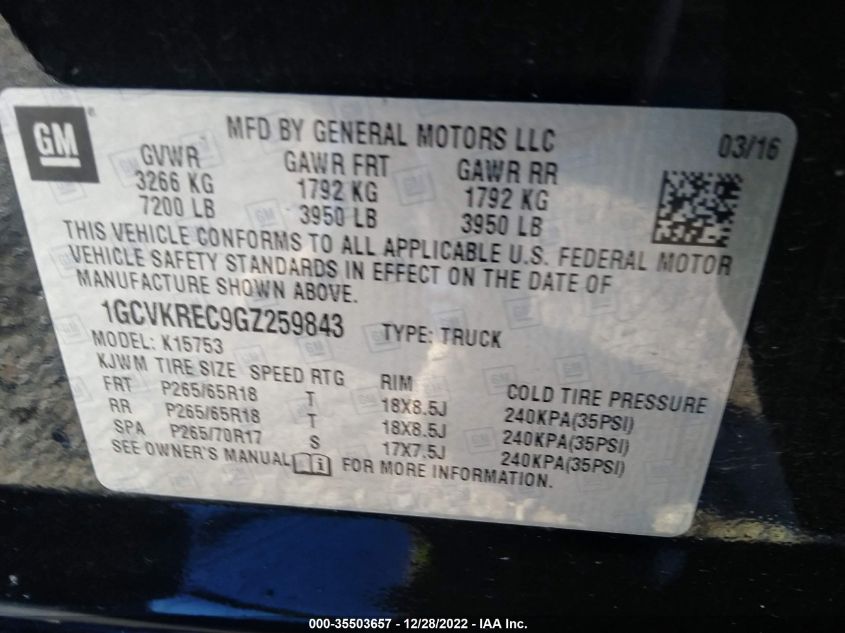 GM ®
MFD BY GENERAL MOTORS LLC 03/16
GVWR GAWR FRT GAWR RR
3266 KG 1792 KG 1792 KG
7200 LB 3950 LB 3950 LB
THIS VEHICLE CONFORMS TO ALL APPLICABLE U.S. FEDERAL MOTOR
VEHICLE SAFETY STANDARDS IN EFFECT ON THE DATE OF
MANUFACTURE SHOWN ABOVE.
1GCVKREC9GZ259843 TYPE: TRUCK
MODEL: K15753
KJWM TIRE SIZE SPEED RTG RIM COLD TIRE PRESSURE
FRT P265/65R18 T 18X8.5J 240KPA(35PSI)
RR P265/65R18 T 18X8.5J 240KPA(35PSI)
SPA P265/70R17 S 17X7.5J 240KPA(35PSI)
SEE OWNER'S MANUAL FOR MORE INFORMATION.
000-35503657 - 12/28/2022 - IAA Inc.